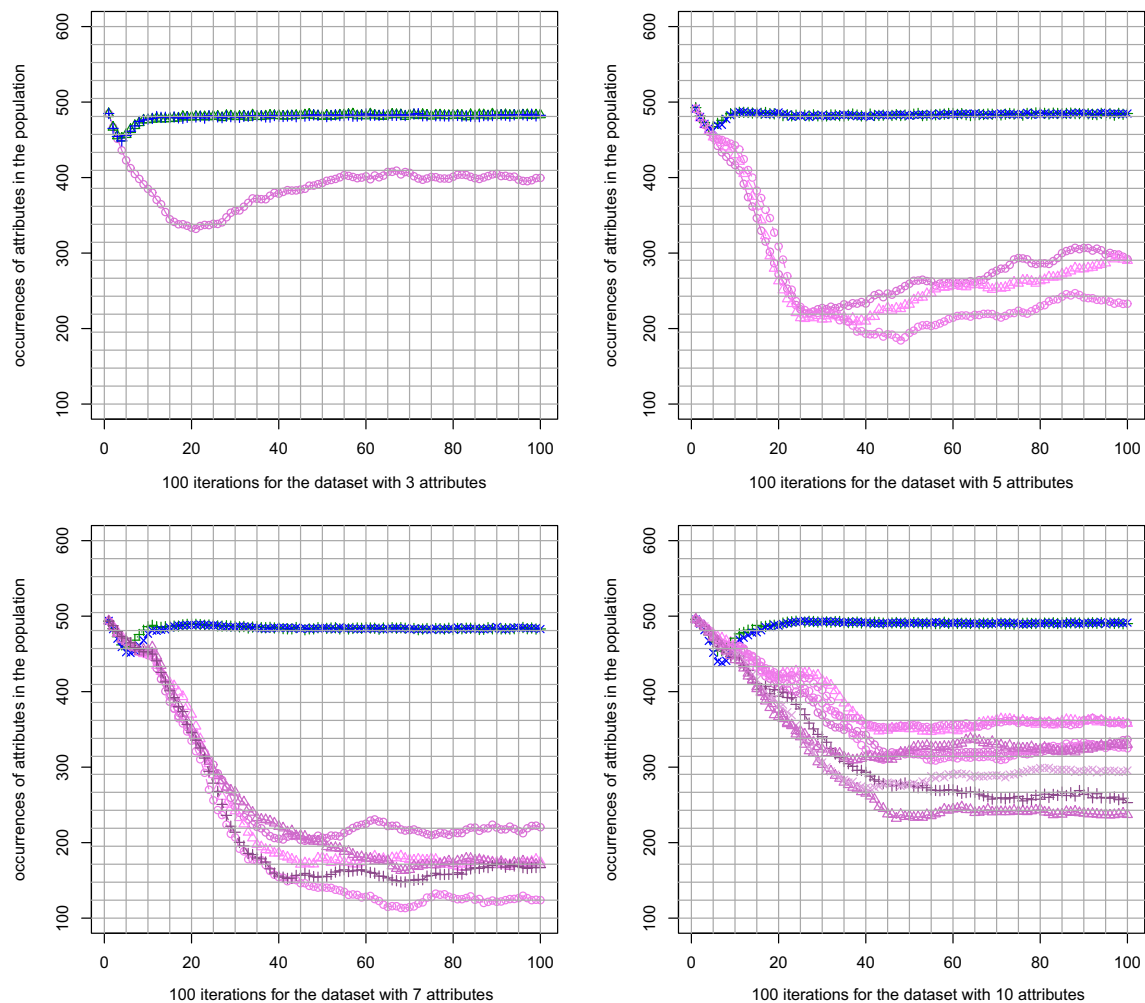 occurrences of attributes in the population
600
500
400
300
200
100
0 20 40 60 80 100
100 iterations for the dataset with 3 attributes
occurrences of attributes in the population
600
500
400
300
200
100
0 20 40 60 80 100
100 iterations for the dataset with 5 attributes
occurrences of attributes in the population
600
500
400
300
200
100
0 20 40 60 80 100
100 iterations for the dataset with 7 attributes
occurrences of attributes in the population
600
500
400
300
200
100
0 20 40 60 80 100
100 iterations for the dataset with 10 attributes